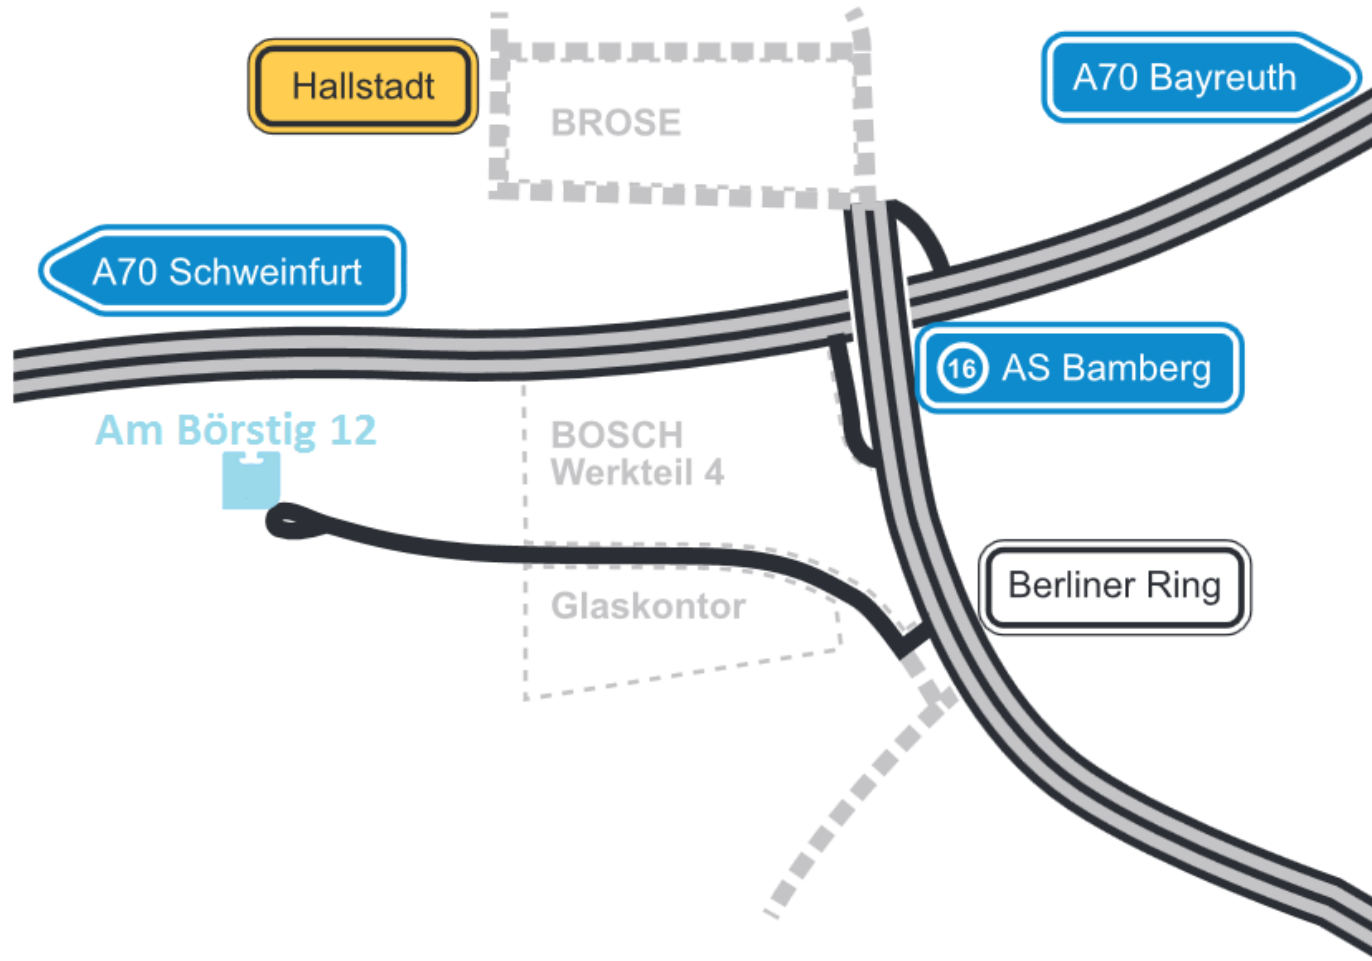 Hallstadt
A70 Bayreuth
BROSE
A70 Schweinfurt
16 AS Bamberg
Am Börstig 12
BOSCH
Werkteil 4
Berliner Ring
Glaskontor